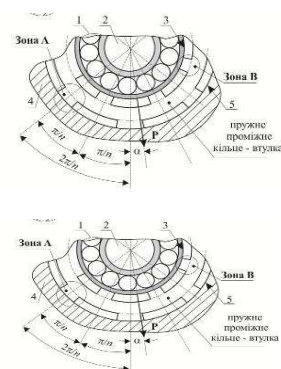 1 2 3
Зона А
Зона В
4 5
пружне
проміжне
кільце - втулка
P
π/n π/n α
2π/n
1 2 3
Зона А
Зона В
4 5
пружне
проміжне
кільце - втулка
P
π/n π/n α
2π/n